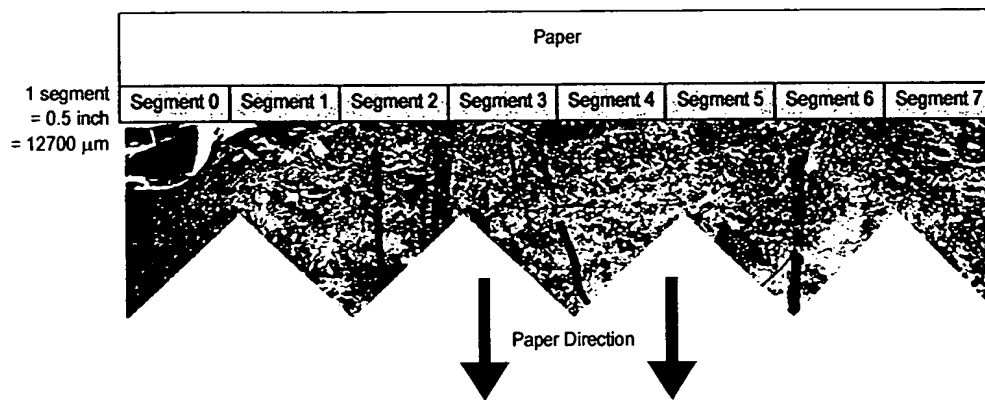 Paper
1 segment
= 0.5 inch
= 12700 µm
Segment 0 Segment 1 Segment 2 Segment 3 Segment 4 Segment 5 Segment 6 Segment 7
Paper Direction